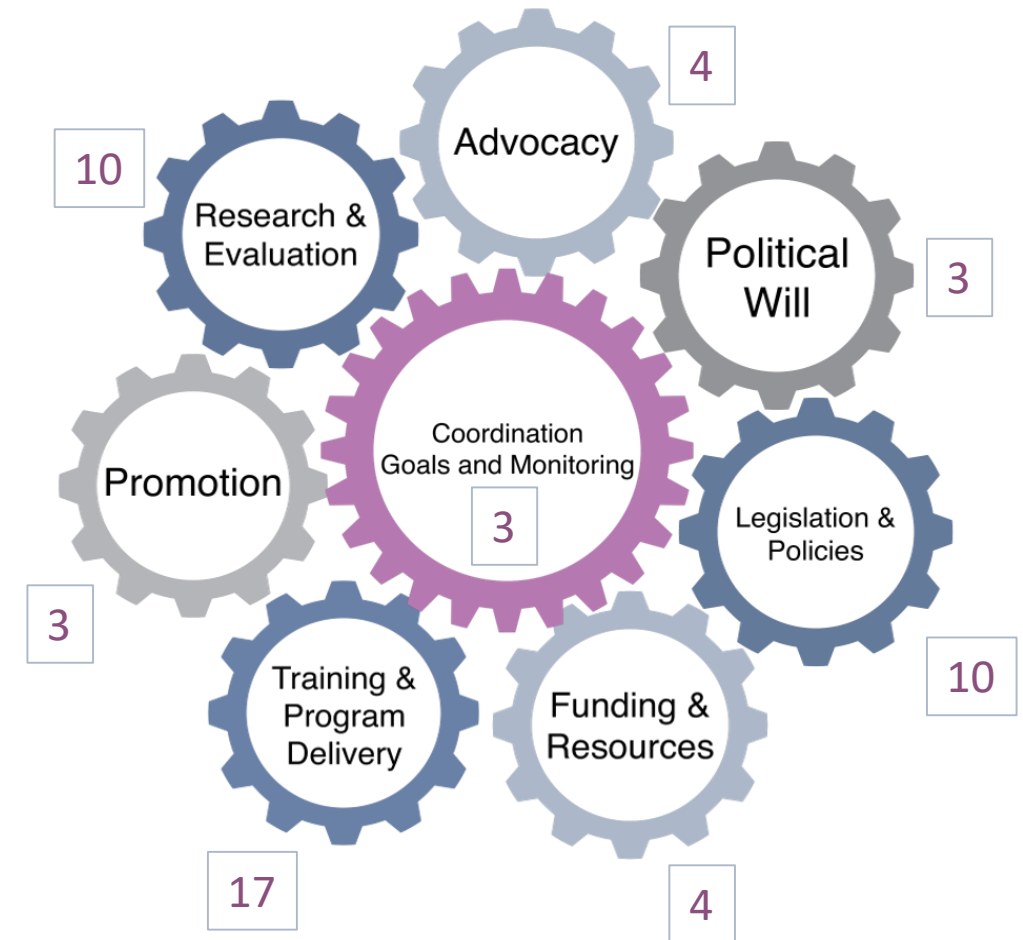 4
Advocacy
10
Research &
Evaluation
Political
Will
3
Coordination
Goals and Monitoring
3
Promotion
3
Legislation &
Policies
10
Training &
Program
Delivery
17
Funding &
Resources
4